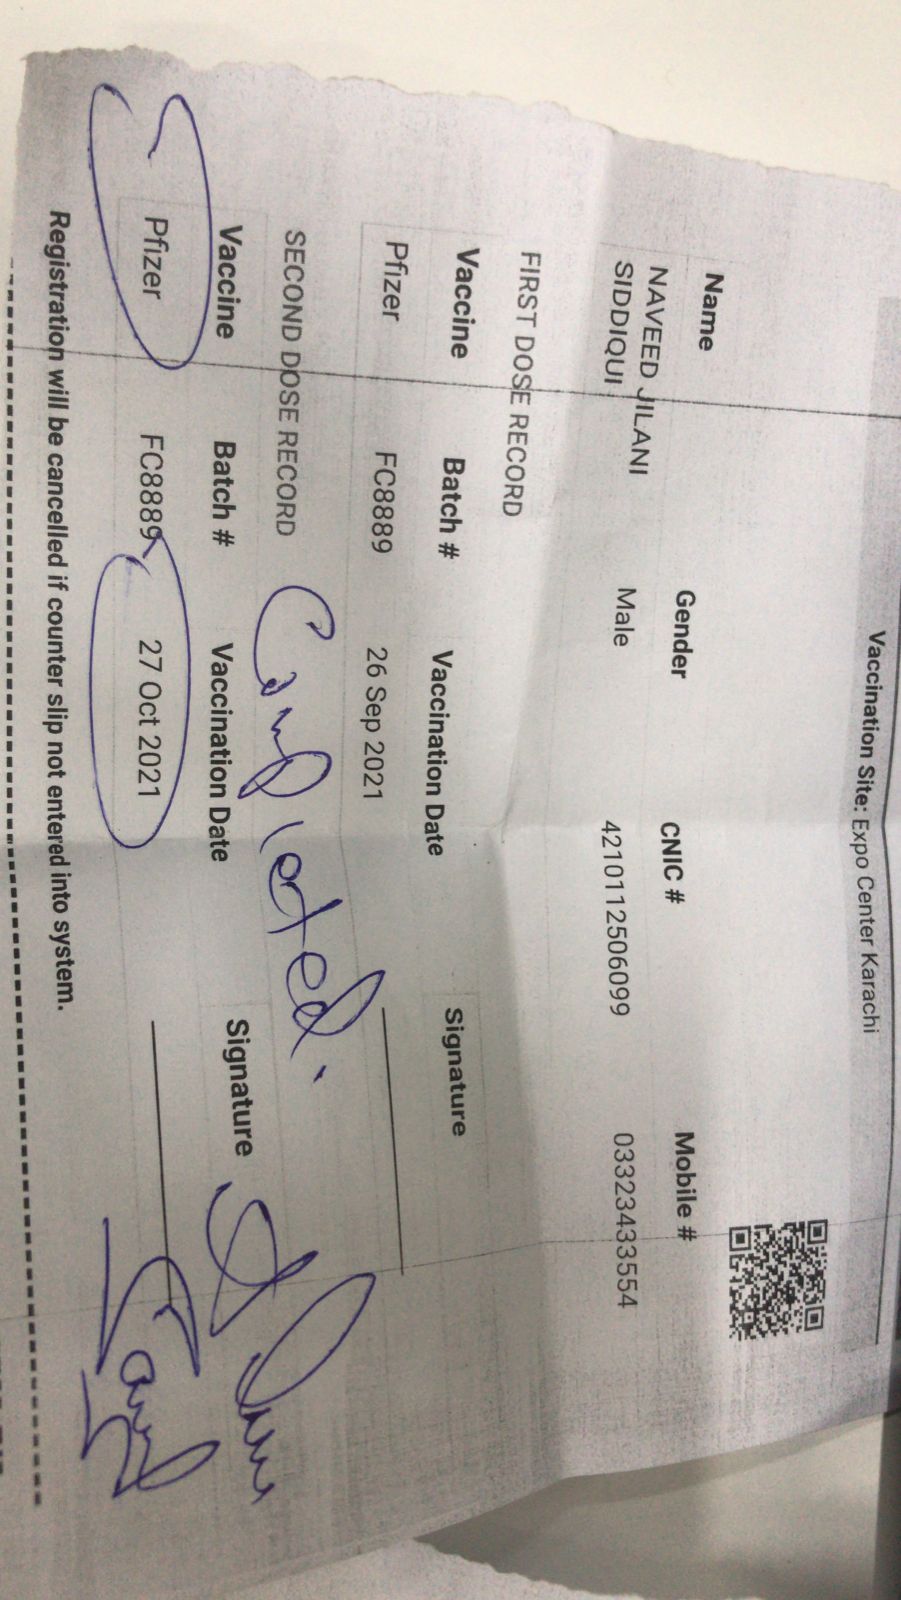 Vaccination Site: Expo Center Karachi
Name Gender CNIC # Mobile #
NAVEED JILANI SIDDIQUI Male 4210112506099 03323433554
FIRST DOSE RECORD
Vaccine Batch # Vaccination Date Signature
Pfizer FC8889 26 Sep 2021
Completed.
SECOND DOSE RECORD
Vaccine Batch # Vaccination Date Signature
Pfizer FC8889 27 Oct 2021
Registration will be cancelled if counter slip not entered into system.